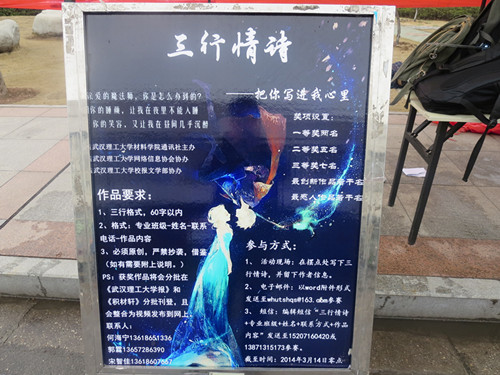 三行情诗
——把你写进我心里
亲爱的魔法师，你是怎么办到的？
你的睡颜，让我在夜里不能入睡
你的笑容，又让我在昼间几乎沉醉
武汉理工大学材料科学院通讯社主办
武汉理工大学网络信息协会协办
武汉理工大学校报文学部协办
奖项设置：
一等奖两名
二等奖五名
三等奖七名
最创新作品若干名
最感人作品若干名
作品要求：
1、三行格式，60字以内
2、格式：专业班级-姓名-联系
电话-作品内容
3、必须原创，严禁抄袭，借鉴
（如有需要附上说明。）
PS：获奖作品将会分批在
《武汉理工大学报》和
《积材轩》分批刊登，且
会整合为视频发布到网上。
联系人：
何海宁13618651336
郭磊13657286390
宋智佳13618607567
参与方式：
1、活动现场：在摆点处写下三
行情诗，并留下作者信息。
2、电子邮件：以word附件形式
发送至whutshqs@163.com参赛
3、短信：编辑短信“三行情诗
+专业班级+姓名+联系方式+作品
内容”发送至15207160420或
13871315173参赛。
截至时间：2014年3月14日零点